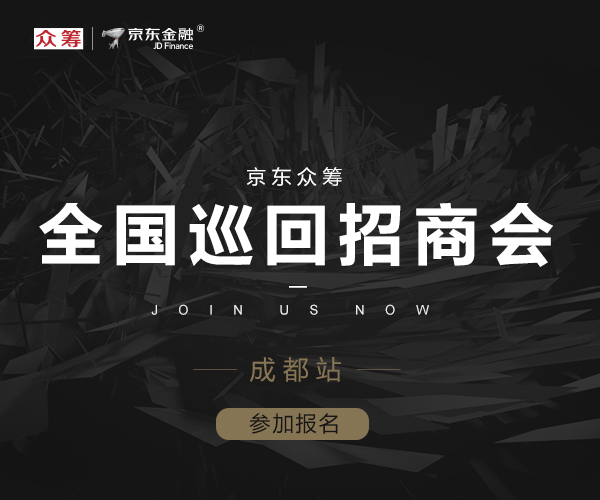 众筹 京东金融®
JD Finance
京东众筹
全国巡回招商会
JOIN US NOW
成都站
参加报名